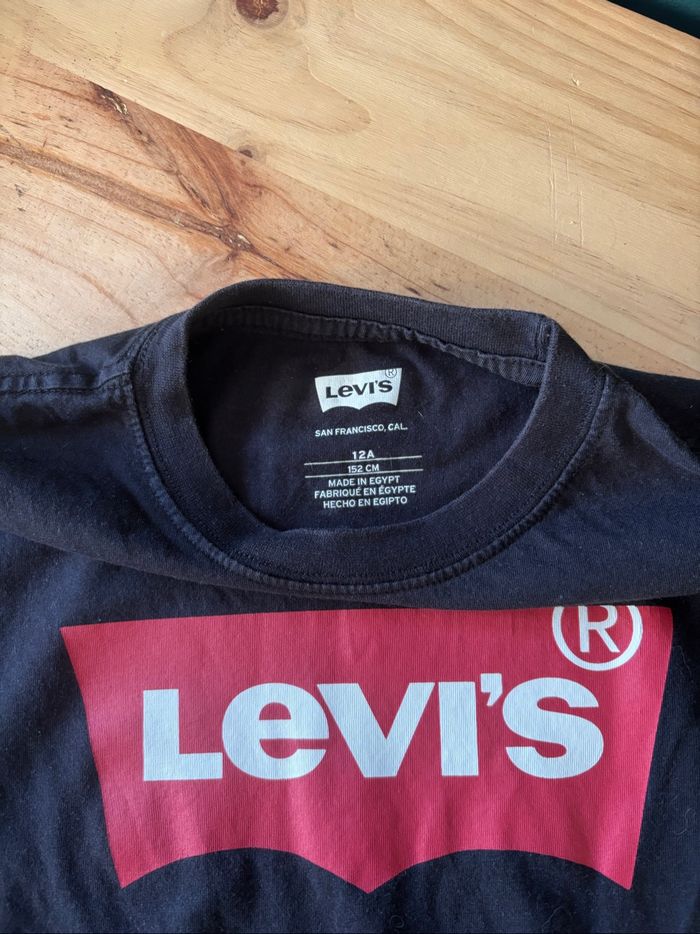 LEVI'S ®
SAN FRANCISCO, CAL.
12A
152 CM
MADE IN EGYPT
FABRIQUÉ EN ÉGYPTE
HECHO EN EGIPTO
LEVI'S ®